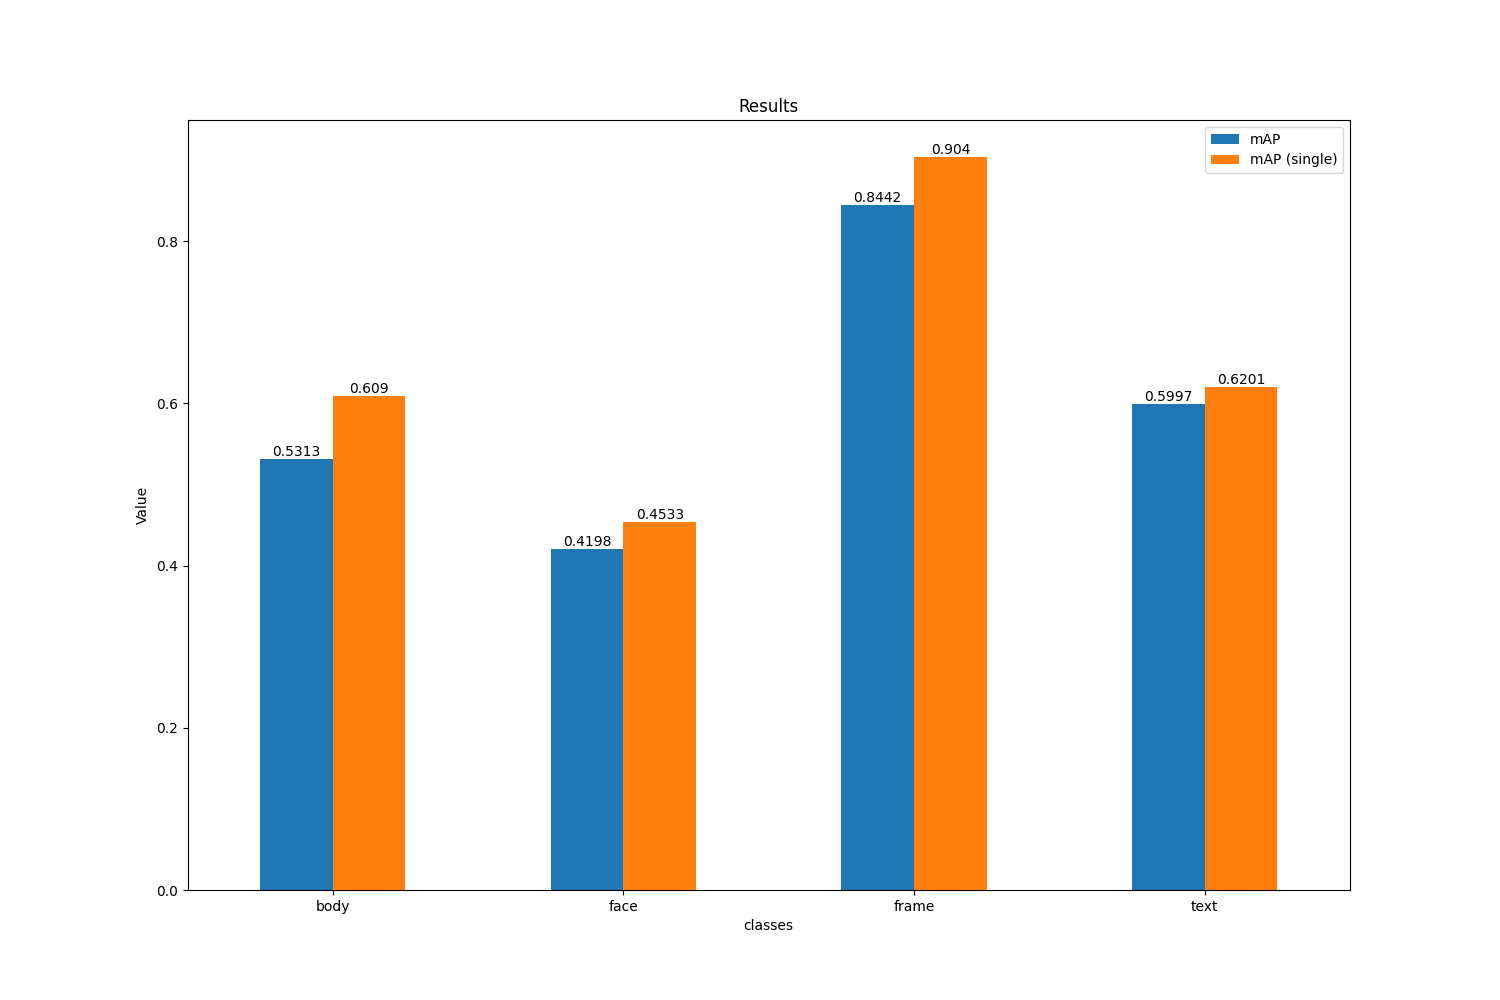 Results
mAP
mAP (single)
0.904
0.8442
0.8
0.609
0.6201
0.6
0.5997
0.5313
Value
0.4533
0.4198
0.4
0.2
0.0
body face frame text
classes